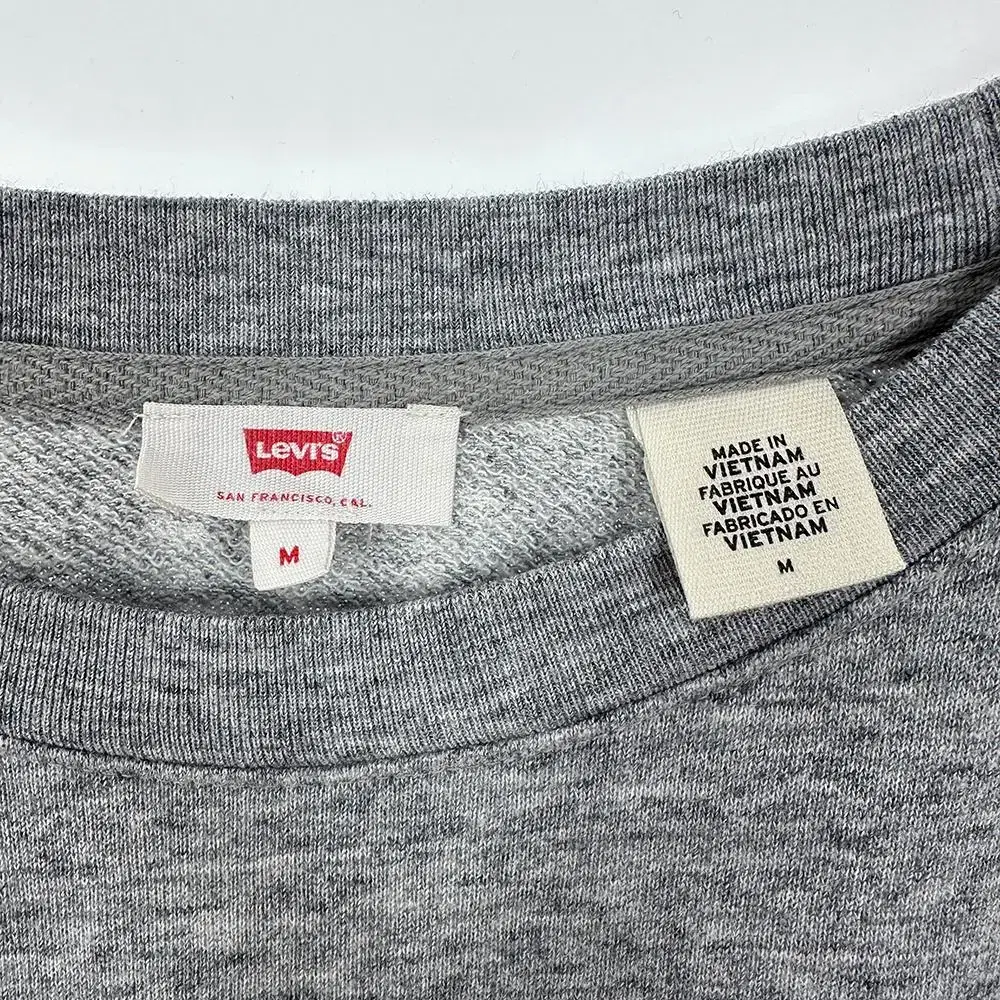 LEVI'S®
SAN FRANCISCO, CAL.
M
MADE IN
VIETNAM
FABRIQUE AU
VIETNAM
FABRICADO EN
VIETNAM
M